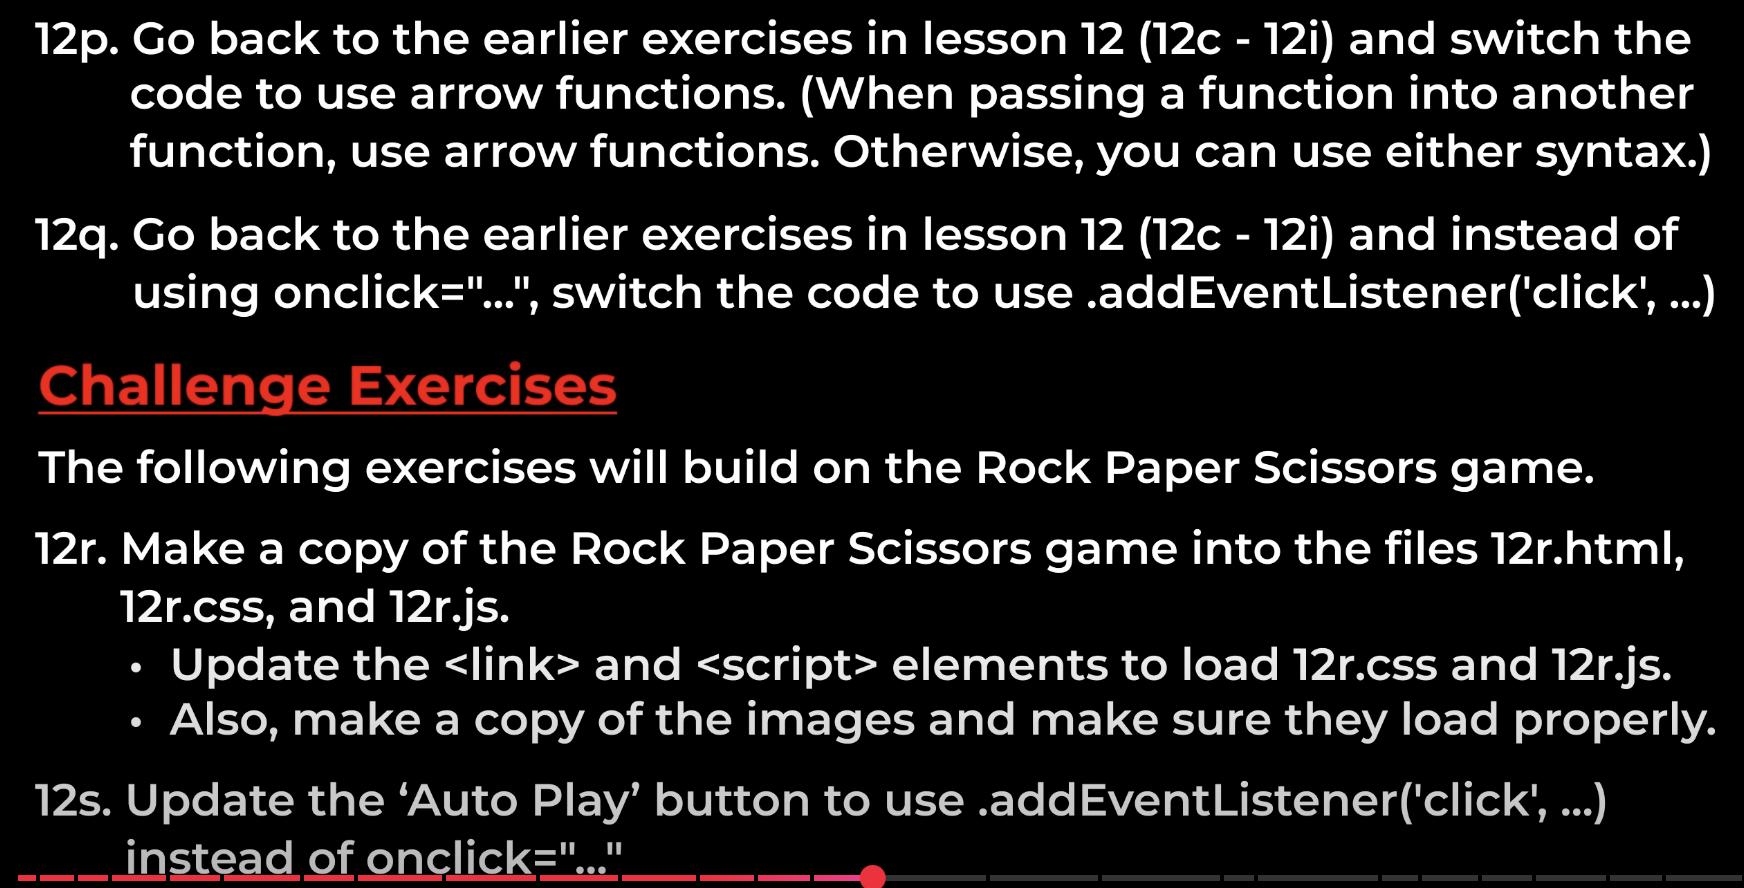 12p. Go back to the earlier exercises in lesson 12 (12c - 12i) and switch the
code to use arrow functions. (When passing a function into another
function, use arrow functions. Otherwise, you can use either syntax.)
12q. Go back to the earlier exercises in lesson 12 (12c - 12i) and instead of
using onclick="...", switch the code to use .addEventListener('click', ...)
Challenge Exercises
The following exercises will build on the Rock Paper Scissors game.
12r. Make a copy of the Rock Paper Scissors game into the files 12r.html,
12r.css, and 12r.js.
• Update the <link> and <script> elements to load 12r.css and 12r.js.
• Also, make a copy of the images and make sure they load properly.
12s. Update the ‘Auto Play’ button to use .addEventListener('click', ...)
instead of onclick="..."